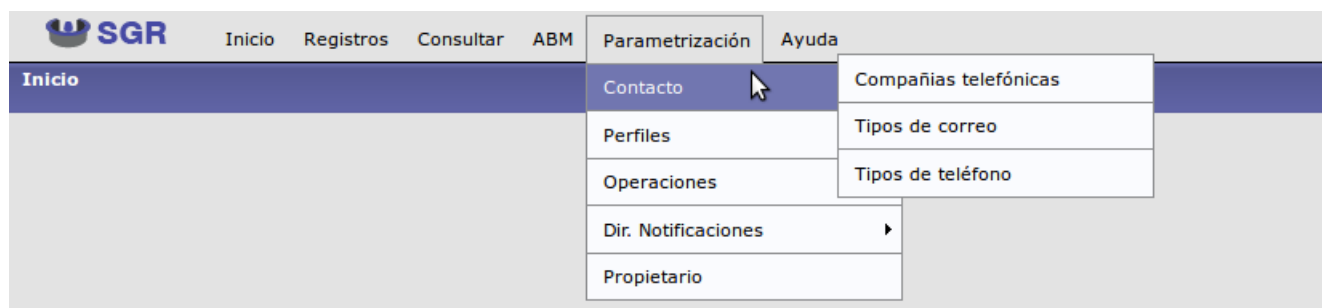 SGR Inicio Registros Consultar ABM Parametrización Ayuda
Inicio
Contacto
Perfiles
Operaciones
Dir. Notificaciones
Propietario
Compañias telefónicas
Tipos de correo
Tipos de teléfono